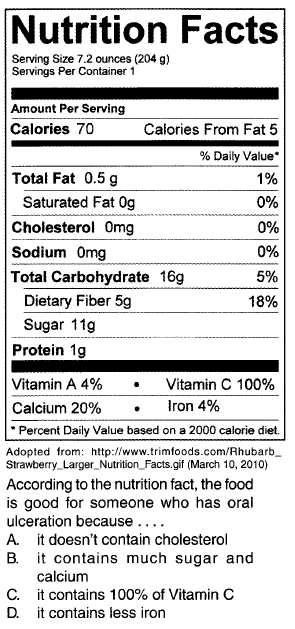 Nutrition Facts
Serving Size 7.2 ounces (204 g)
Servings Per Container 1
Amount Per Serving
Calories 70 Calories From Fat 5
% Daily Value*
Total Fat 0.5 g 1%
Saturated Fat 0g 0%
Cholesterol 0mg 0%
Sodium 0mg 0%
Total Carbohydrate 16g 5%
Dietary Fiber 5g 18%
Sugar 11g
Protein 1g
Vitamin A 4% • Vitamin C 100%
Calcium 20% • Iron 4%
* Percent Daily Value based on a 2000 calorie diet.
Adopted from: http://www.trimfoods.com/Rhubarb_
Strawberry_Larger_Nutrition_Facts.gif (March 10, 2010)
According to the nutrition fact, the food
is good for someone who has oral
ulceration because . . . .
A. it doesn't contain cholesterol
B. it contains much sugar and
calcium
C. it contains 100% of Vitamin C
D. it contains less iron